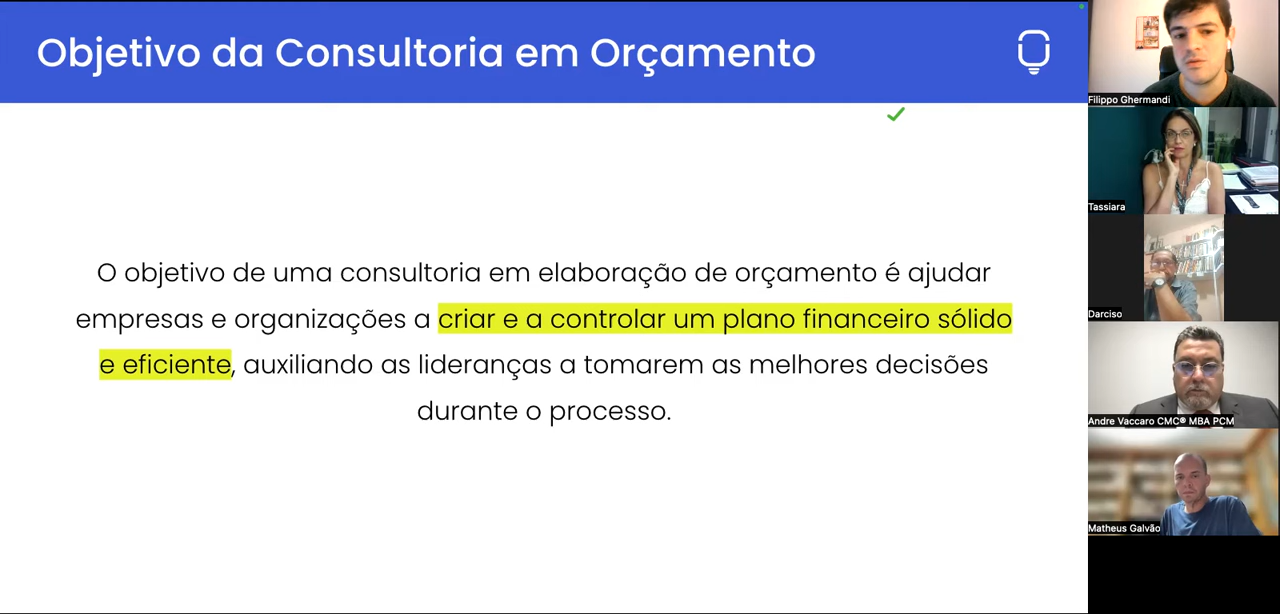 Objetivo da Consultoria em Orçamento
O objetivo de uma consultoria em elaboração de orçamento é ajudar
empresas e organizações a criar e a controlar um plano financeiro sólido
e eficiente, auxiliando as lideranças a tomarem as melhores decisões
durante o processo.
Filippo Ghermandi
Tassiara
Darciso
Andre Vaccaro CMC® MBA PCM
Matheus Galvão